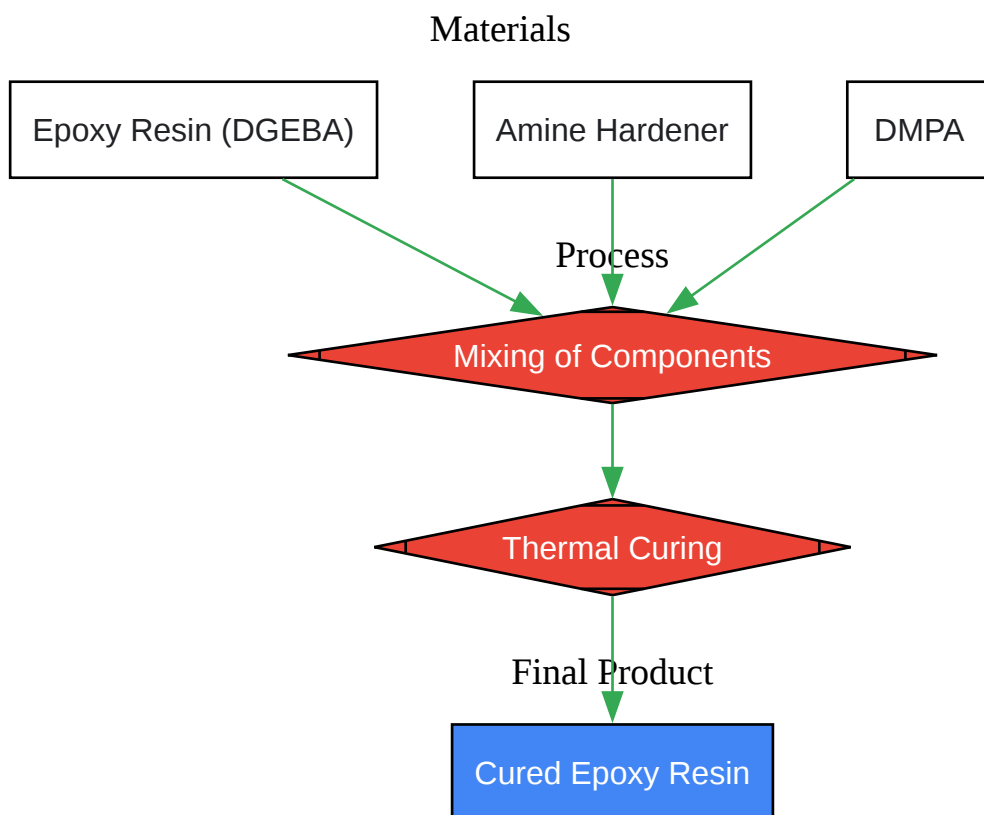 Materials
Epoxy Resin (DGEBA)
Amine Hardener
DMPA
Process
Mixing of Components
Thermal Curing
Final Product
Cured Epoxy Resin